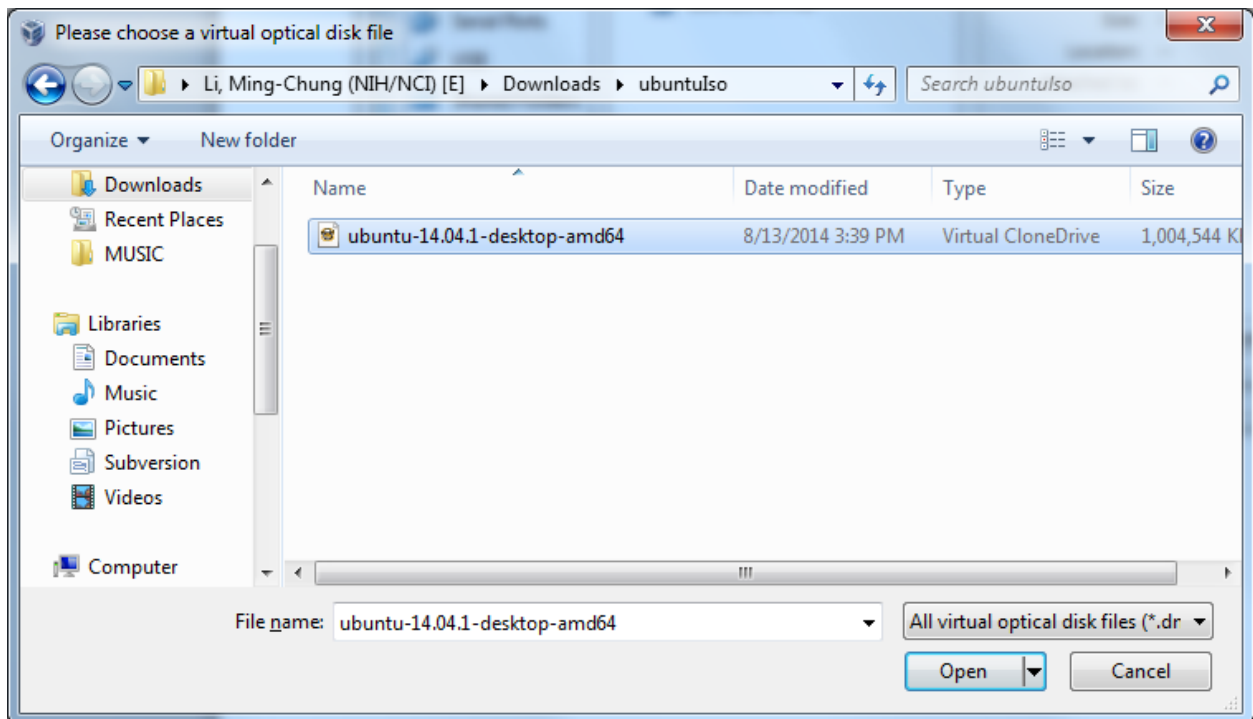 Please choose a virtual optical disk file
Li, Ming-Chung (NIH/NCI) [E] Downloads ubuntuIso Search ubuntuIso
Organize New folder
Name Date modified Type Size
Downloads
Recent Places
MUSIC
ubuntu-14.04.1-desktop-amd64 8/13/2014 3:39 PM Virtual CloneDrive 1,004,544 K
Libraries
Documents
Music
Pictures
Subversion
Videos
Computer
File name: ubuntu-14.04.1-desktop-amd64 All virtual optical disk files (*.dr
Open Cancel